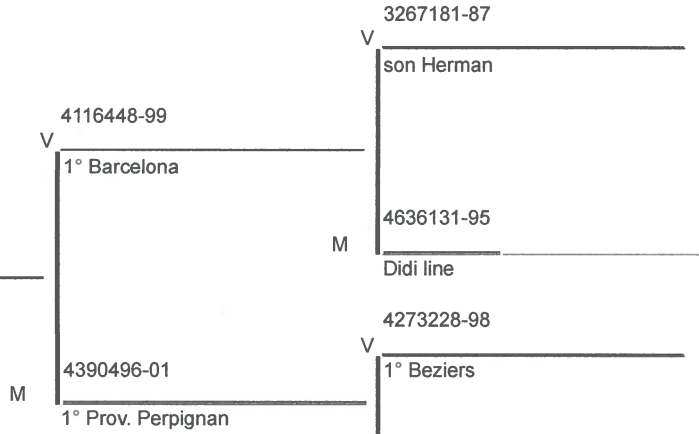 3267181-87
V
son Herman
4116448-99
V
1° Barcelona
4636131-95
M
Didi line
4273228-98
V
1° Beziers
4390496-01
M
1° Prov. Perpignan